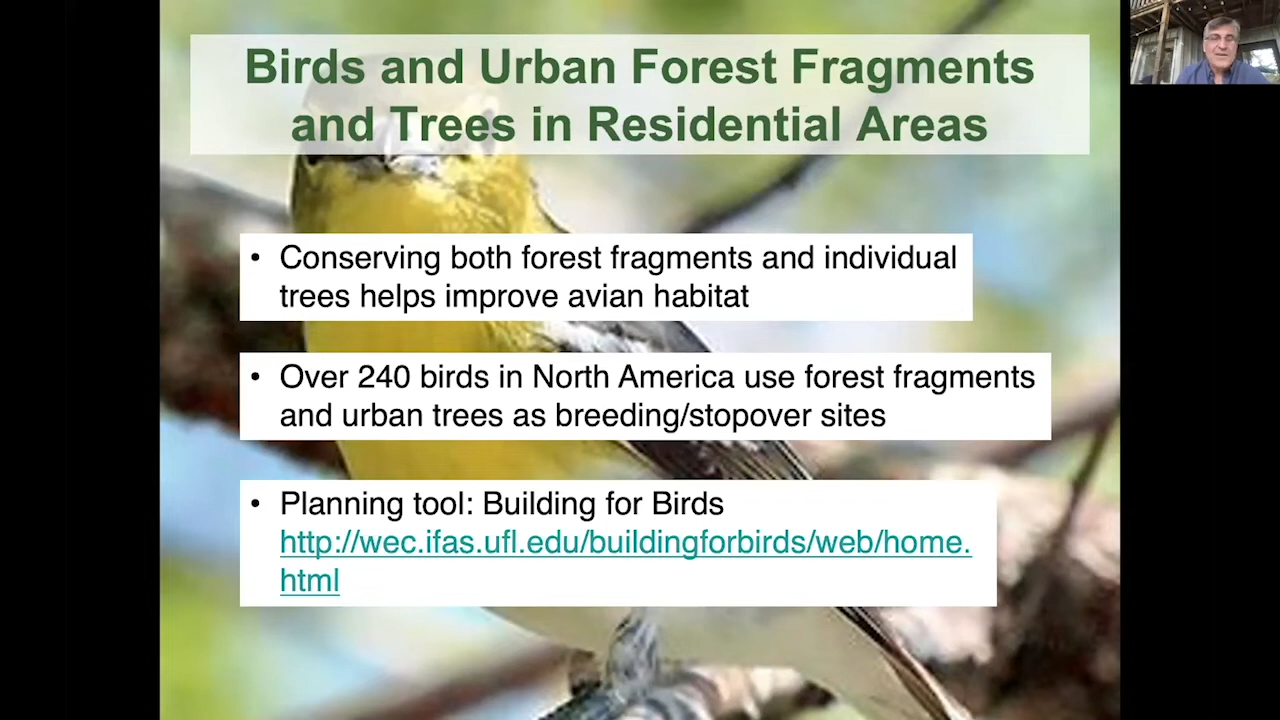 Birds and Urban Forest Fragments
and Trees in Residential Areas
• Conserving both forest fragments and individual
trees helps improve avian habitat
• Over 240 birds in North America use forest fragments
and urban trees as breeding/stopover sites
• Planning tool: Building for Birds
http://wec.ifas.ufl.edu/buildingforbirds/web/home.
html